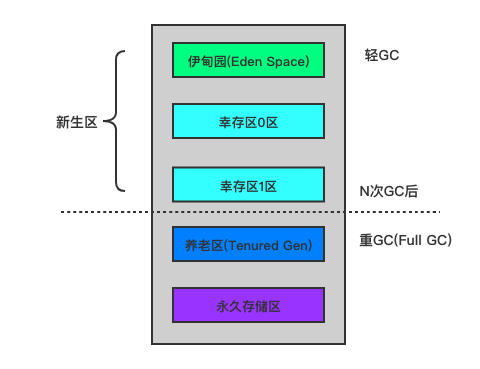 伊甸园(Eden Space)
轻GC
幸存区0区
新生区
幸存区1区
N次GC后
养老区(Tenured Gen)
重GC(Full GC)
永久存储区